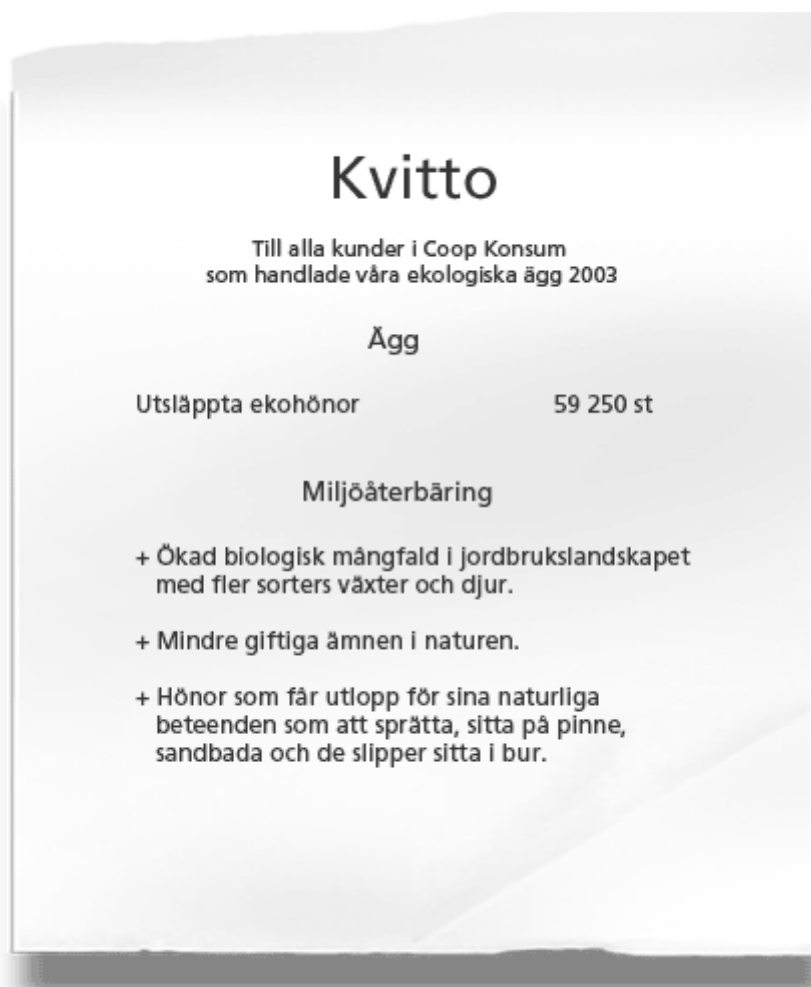 Kvitto
Till alla kunder i Coop Konsum
som handlade våra ekologiska ägg 2003
Ägg
Utsläppta ekohönor 59 250 st
Miljöåterbäring
+ Ökad biologisk mångfald i jordbrukslandskapet
med fler sorters växter och djur.
+ Mindre giftiga ämnen i naturen.
+ Hönor som får utlopp för sina naturliga
beteenden som att sprätta, sitta på pinne,
sandbada och de slipper sitta i bur.